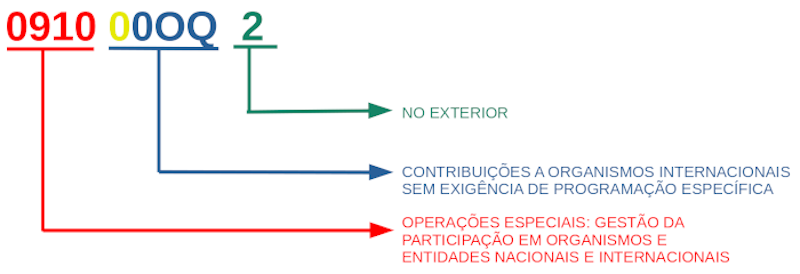 0910 00OQ 2
NO EXTERIOR
CONTRIBUIÇÕES A ORGANISMOS INTERNACIONAIS
SEM EXIGÊNCIA DE PROGRAMAÇÃO ESPECÍFICA
OPERAÇÕES ESPECIAIS: GESTÃO DA
PARTICIPAÇÃO EM ORGANISMOS E
ENTIDADES NACIONAIS E INTERNACIONAIS